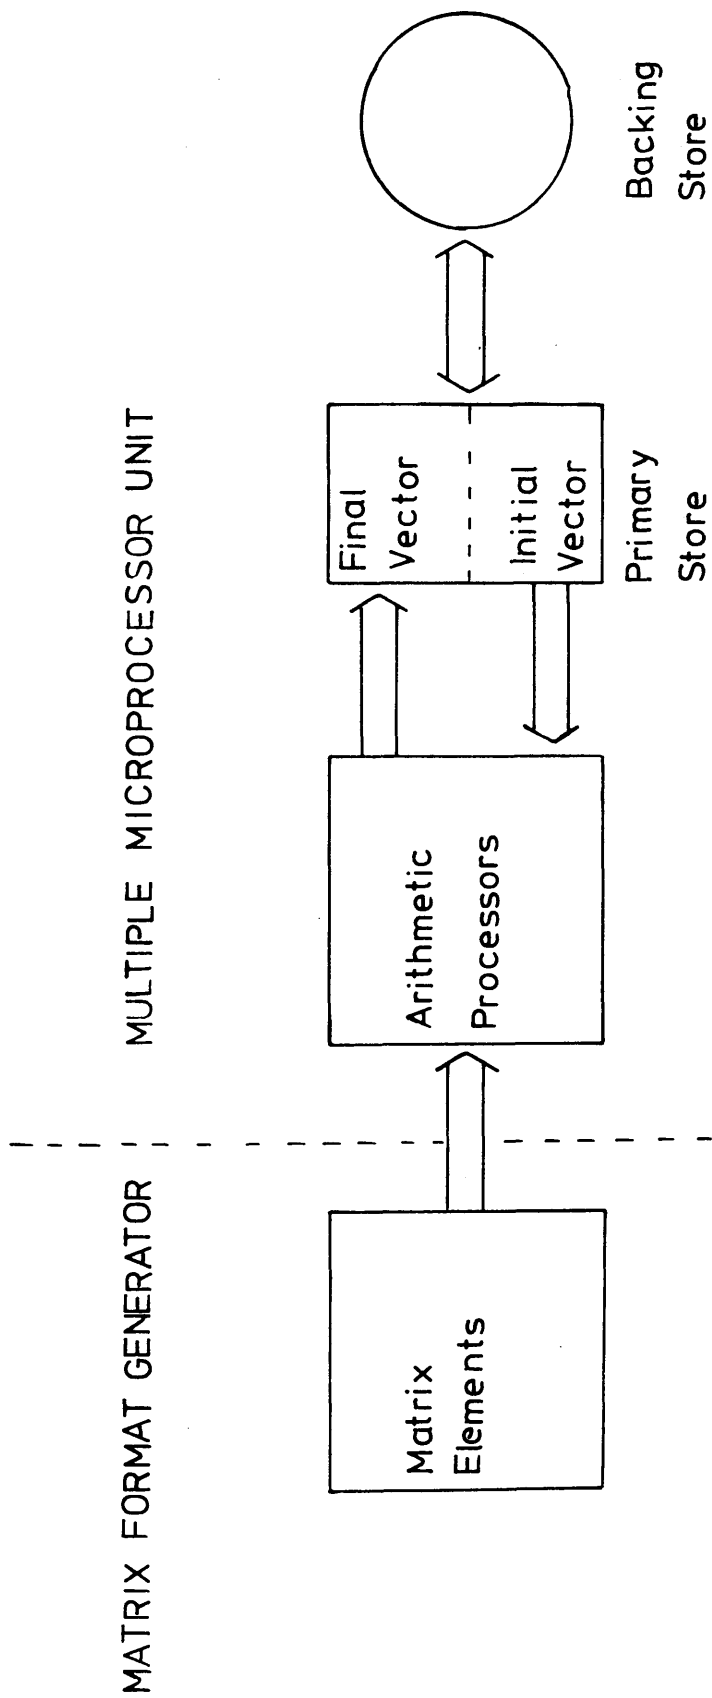 MATRIX FORMAT GENERATOR
MULTIPLE MICROPROCESSOR UNIT
Matrix
Elements
Arithmetic
Processors
Final
Vector
Initial
Vector
Primary
Store
Backing
Store